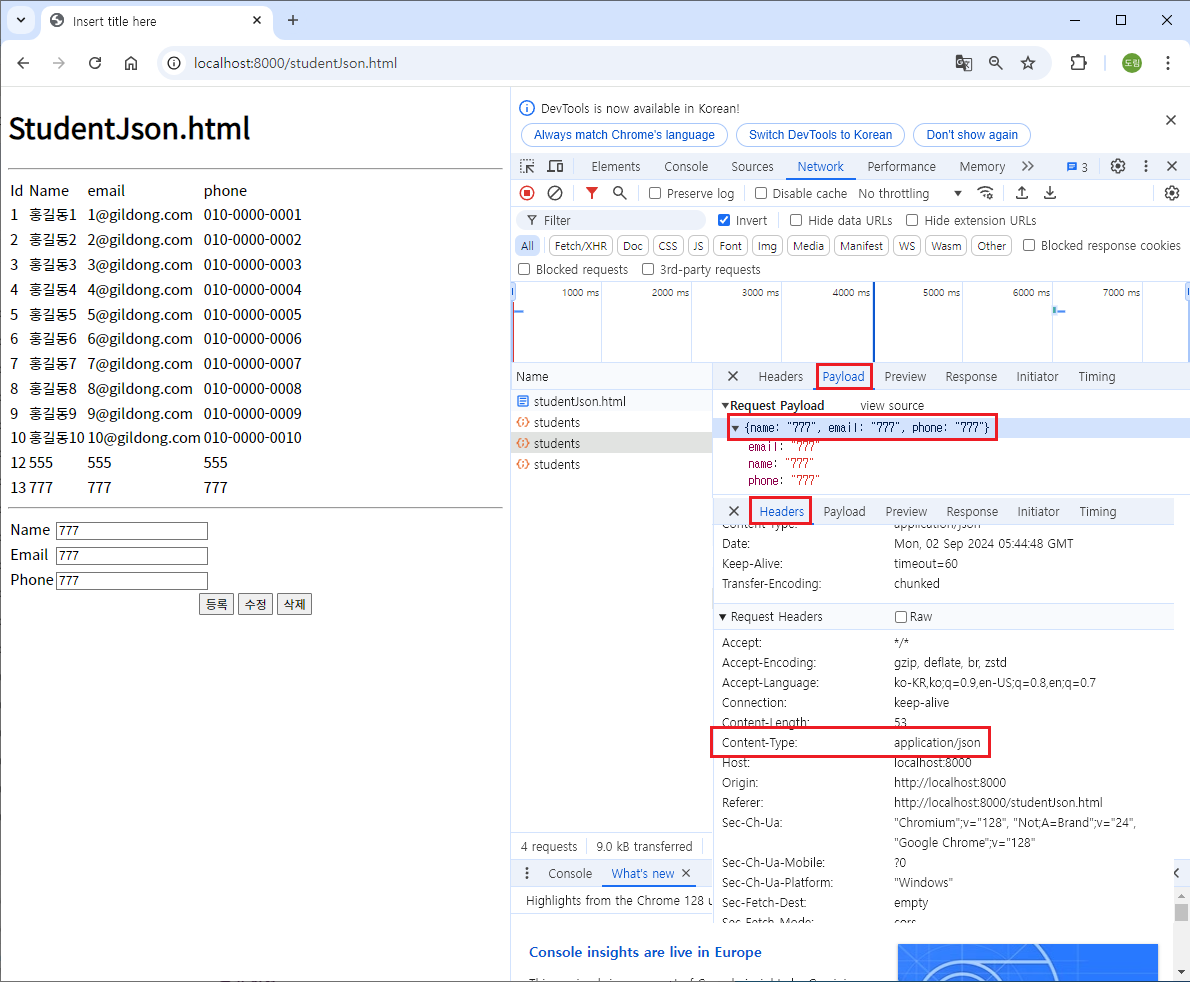 Insert title here
localhost:8000/studentJson.html
도림
StudentJson.html
Id Name email phone
1 홍길동1 1@gildong.com 010-0000-0001
2 홍길동2 2@gildong.com 010-0000-0002
3 홍길동3 3@gildong.com 010-0000-0003
4 홍길동4 4@gildong.com 010-0000-0004
5 홍길동5 5@gildong.com 010-0000-0005
6 홍길동6 6@gildong.com 010-0000-0006
7 홍길동7 7@gildong.com 010-0000-0007
8 홍길동8 8@gildong.com 010-0000-0008
9 홍길동9 9@gildong.com 010-0000-0009
10 홍길동10 10@gildong.com 010-0000-0010
12 555 555 555
13 777 777 777
Name 777
Email 777
Phone 777
등록 수정 삭제
DevTools is now available in Korean!
Always match Chrome's language Switch DevTools to Korean Don't show again
Elements Console Sources Network Performance Memory 3
Preserve log Disable cache No throttling
Filter Invert Hide data URLs Hide extension URLs
All Fetch/XHR Doc CSS JS Font Img Media Manifest WS Wasm Other Blocked response cookies
Blocked requests 3rd-party requests
1000 ms 2000 ms 3000 ms 4000 ms 5000 ms 6000 ms 7000 ms
Name
studentJson.html
students
students
students
4 requests 9.0 kB transferred
Headers Payload Preview Response Initiator Timing
Request Payload view source
{name: "777", email: "777", phone: "777"}
email: "777"
name: "777"
phone: "777"
Headers Payload Preview Response Initiator Timing
Content-Type: application/json
Date: Mon, 02 Sep 2024 05:44:48 GMT
Keep-Alive: timeout=60
Transfer-Encoding: chunked
Request Headers Raw
Accept: */*
Accept-Encoding: gzip, deflate, br, zstd
Accept-Language: ko-KR,ko;q=0.9,en-US;q=0.8,en;q=0.7
Connection: keep-alive
Content-Length: 53
Content-Type: application/json
Host: localhost:8000
Origin: http://localhost:8000
Referer: http://localhost:8000/studentJson.html
Sec-Ch-Ua: "Chromium";v="128", "Not;A=Brand";v="24",
"Google Chrome";v="128"
Sec-Ch-Ua-Mobile: ?0
Sec-Ch-Ua-Platform: "Windows"
Sec-Fetch-Dest: empty
Sec-Fetch-Mode: cors
Console What's new
Highlights from the Chrome 128 u
Console insights are live in Europe